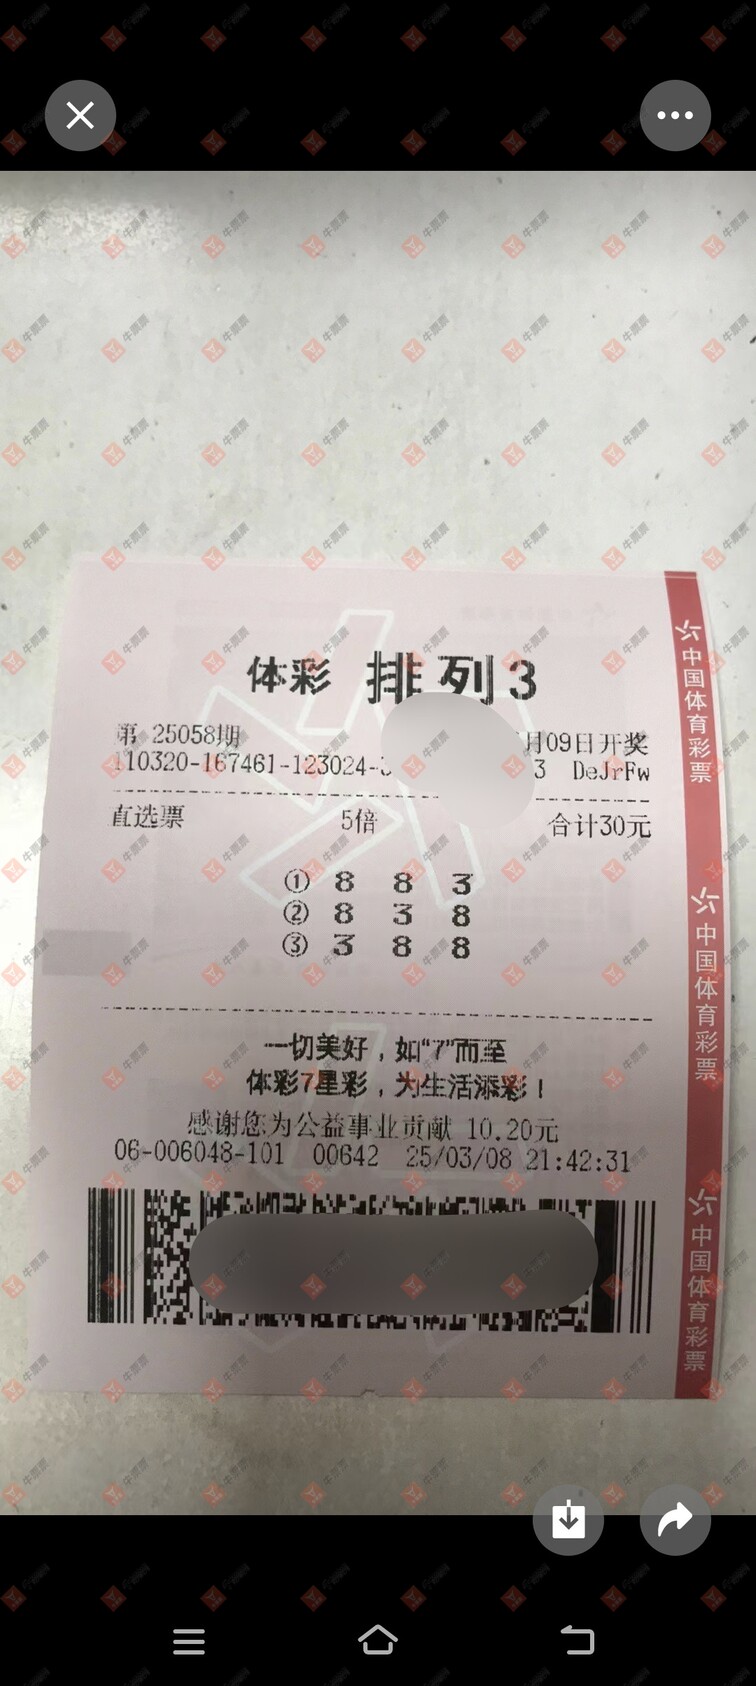 体彩 排列3
第 25058期 月09日开奖
110320-167461-123024- 3 DeJrFw
直选票 5倍 合计30元
① 8 8 3
② 8 3 8
③ 3 8 8
一切美好，如“7”而至
体彩7星彩，为生活添彩！
感谢您为公益事业贡献 10.20元
06-006048-101 00642 25/03/08 21:42:31
中国体育彩票
中国体育彩票
中国体育彩票
牛票票